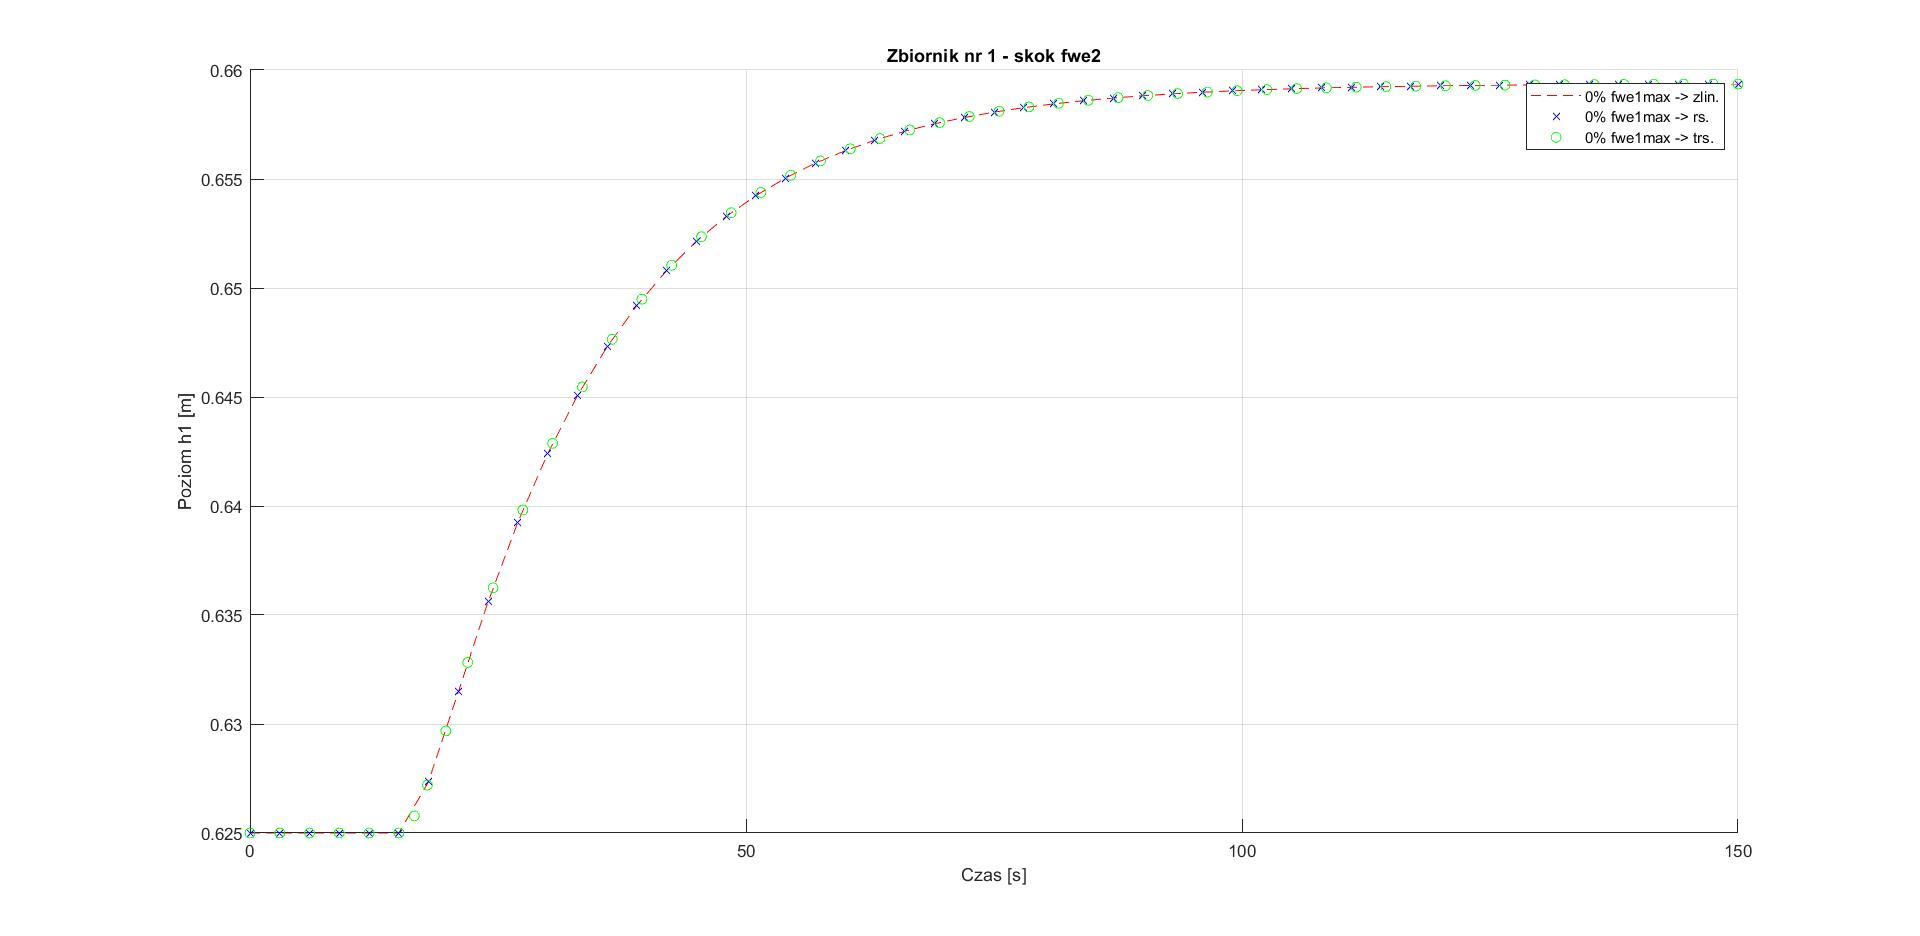 Zbiornik nr 1 - skok fwe2
0.66
0.655
0.65
0.645
0.64
0.635
0.63
0.625
Poziom h1 [m]
0% fwe1max -> zlin.
0% fwe1max -> rs.
0% fwe1max -> trs.
0 50 100 150
Czas [s]